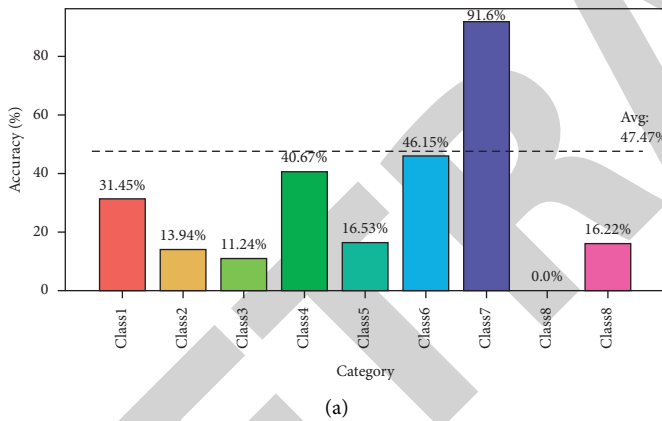 91.6%
80
Avg:
47.47%
60
Accuracy (%)
46.15%
40.67%
40
31.45%
20
13.94%
11.24%
16.53%
0.0%
16.22%
0
Class1
Class2
Class3
Class4
Class5
Class6
Class7
Class8
Class8
Category
(a)